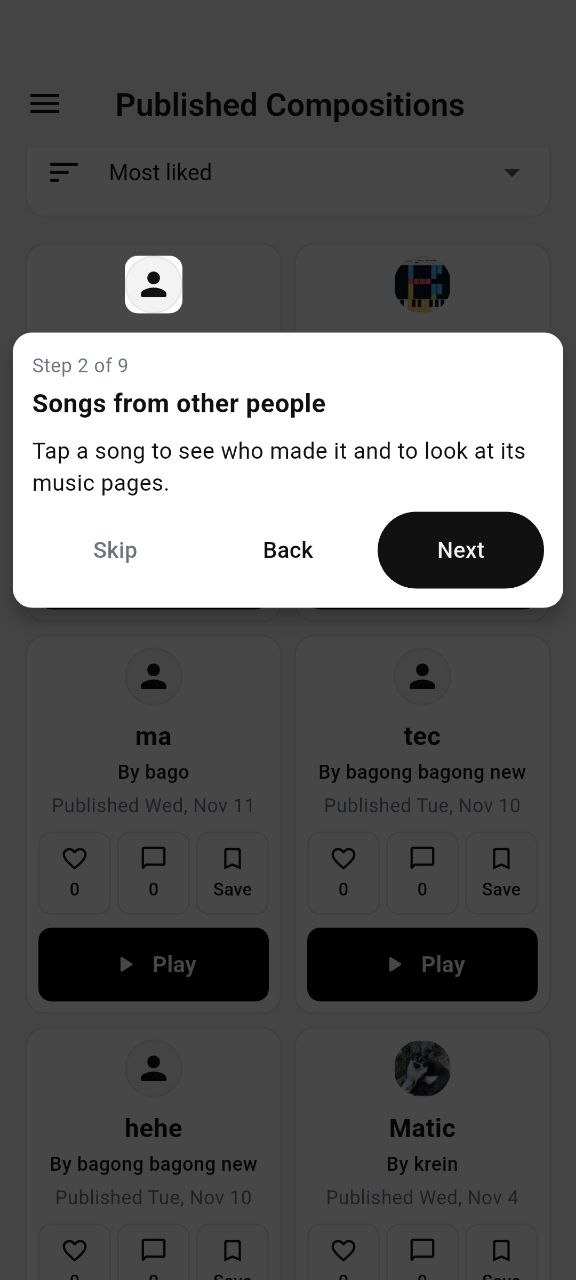 Published Compositions
Most liked
Step 2 of 9
Songs from other people
Tap a song to see who made it and to look at its
music pages.
Skip
Back
Next
ma
tec
By bago
By bagong bagong new
Published Wed, Nov 11
Published Tue, Nov 10
0
0
Save
0
0
Save
Play
Play
hehe
Matic
By bagong bagong new
By krein
Published Tue, Nov 10
Published Wed, Nov 4